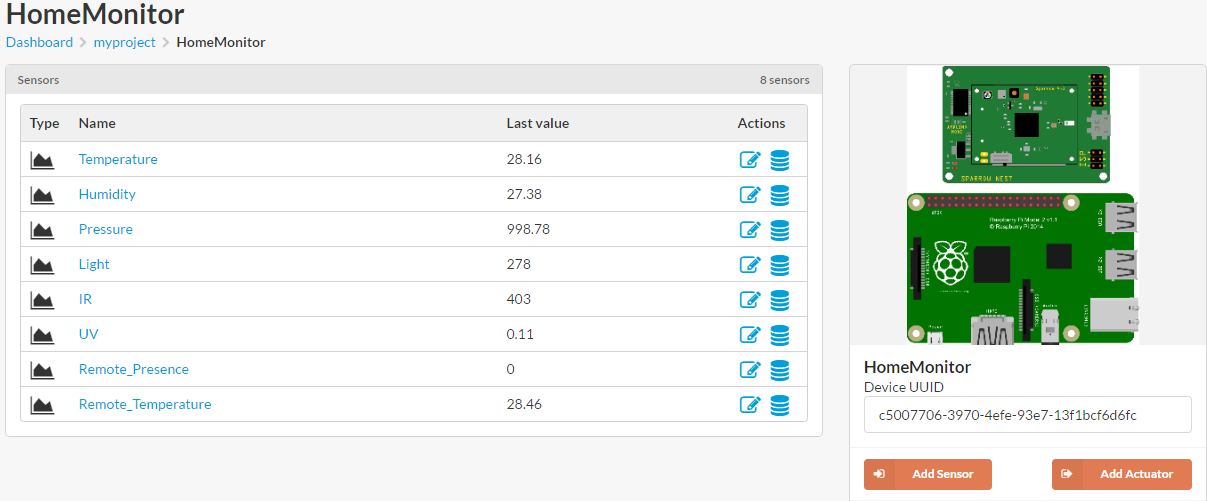 HomeMonitor
Dashboard > myproject > HomeMonitor
Sensors 8 sensors
Type Name Last value Actions
Temperature 28.16
Humidity 27.38
Pressure 998.78
Light 278
IR 403
UV 0.11
Remote_Presence 0
Remote_Temperature 28.46
SPARROW NEST
Raspberry Pi Model 2 v1.1
© Raspberry Pi 2014
HDMI
Power
HomeMonitor
Device UUID
c5007706-3970-4efe-93e7-13f1bcf6d6fc
Add Sensor Add Actuator